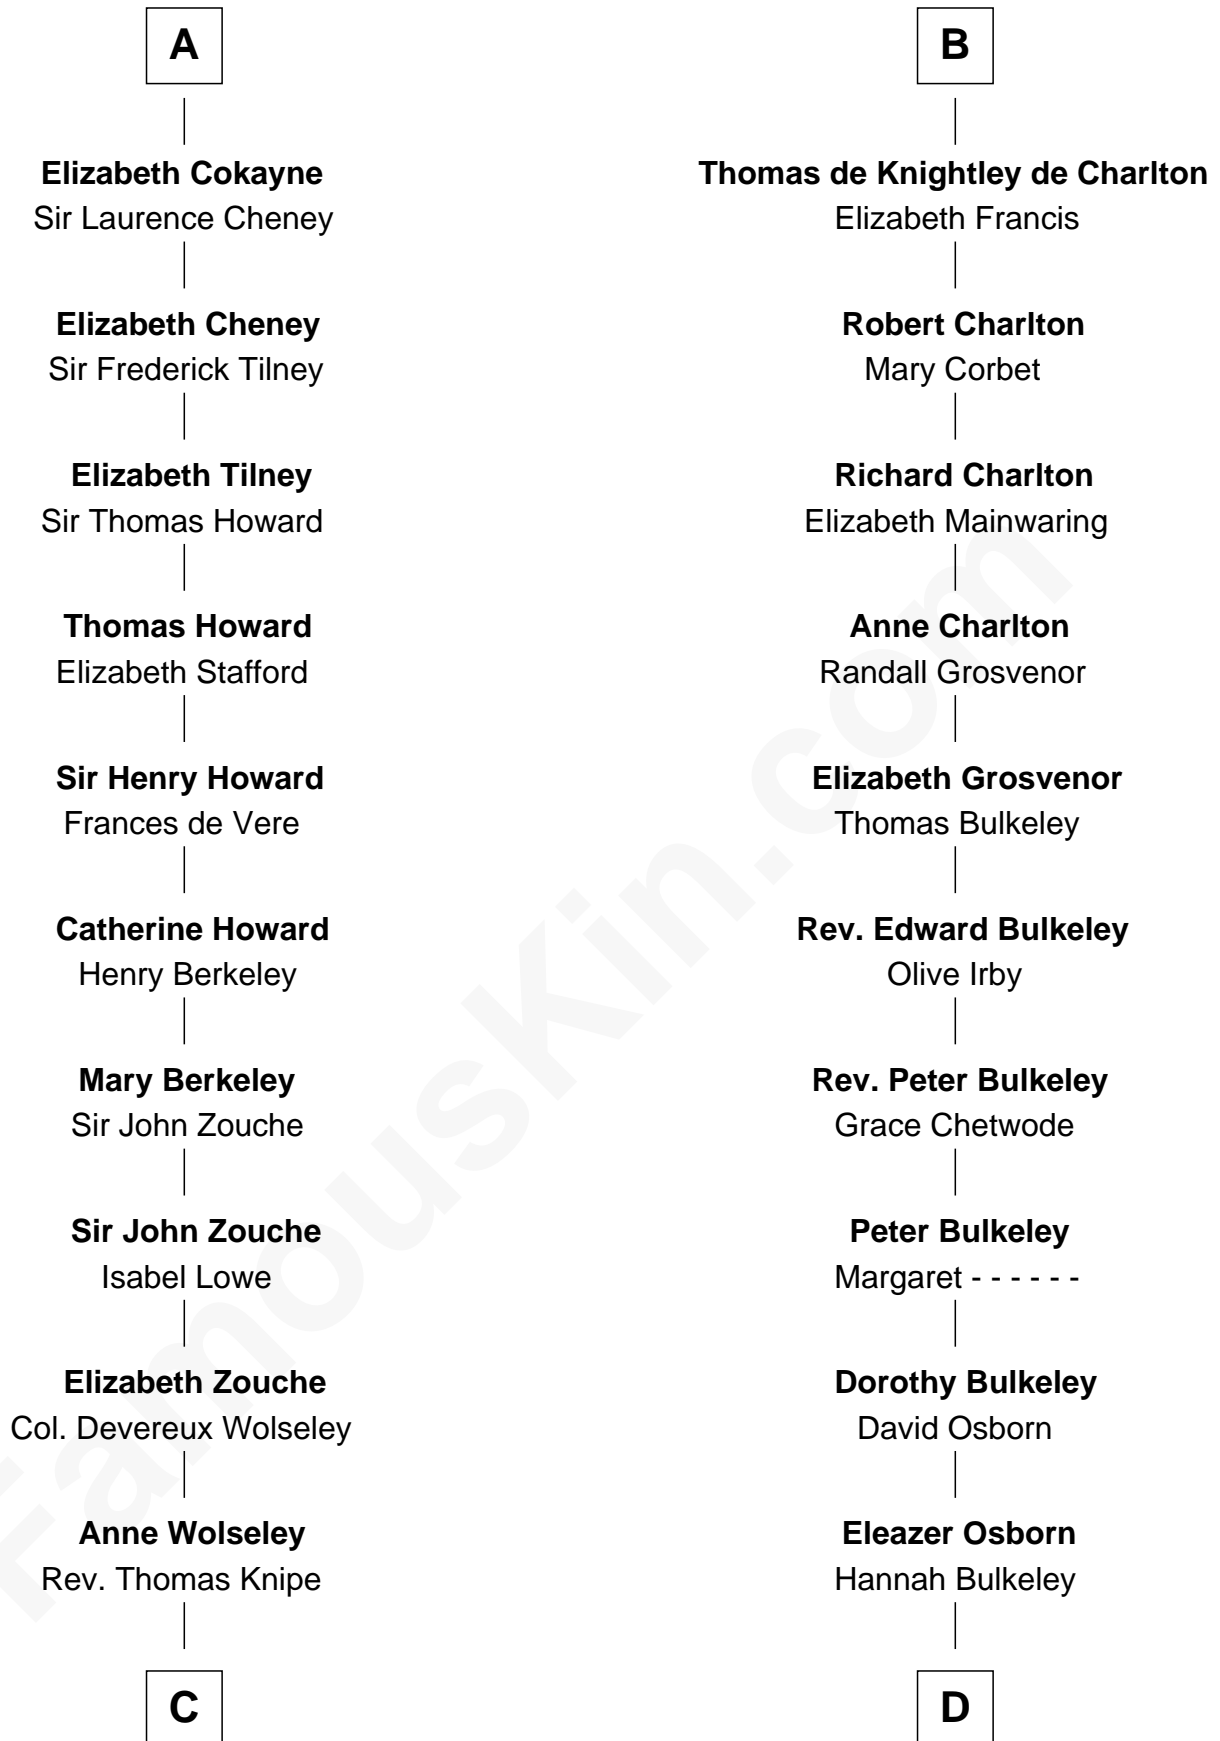 A
Elizabeth Cokayne
Sir Laurence Cheney
Elizabeth Cheney
Sir Frederick Tilney
Elizabeth Tilney
Sir Thomas Howard
Thomas Howard
Elizabeth Stafford
Sir Henry Howard
Frances de Vere
Catherine Howard
Henry Berkeley
Mary Berkeley
Sir John Zouche
Sir John Zouche
Isabel Lowe
Elizabeth Zouche
Col. Devereux Wolseley
Anne Wolseley
Rev. Thomas Knipe
C
B
Thomas de Knightley de Charlton
Elizabeth Francis
Robert Charlton
Mary Corbet
Richard Charlton
Elizabeth Mainwaring
Anne Charlton
Randall Grosvenor
Elizabeth Grosvenor
Thomas Bulkeley
Rev. Edward Bulkeley
Olive Irby
Rev. Peter Bulkeley
Grace Chetwode
Peter Bulkeley
Margaret - - - - - -
Dorothy Bulkeley
David Osborn
Eleazer Osborn
Hannah Bulkeley
D
FamousKin.com